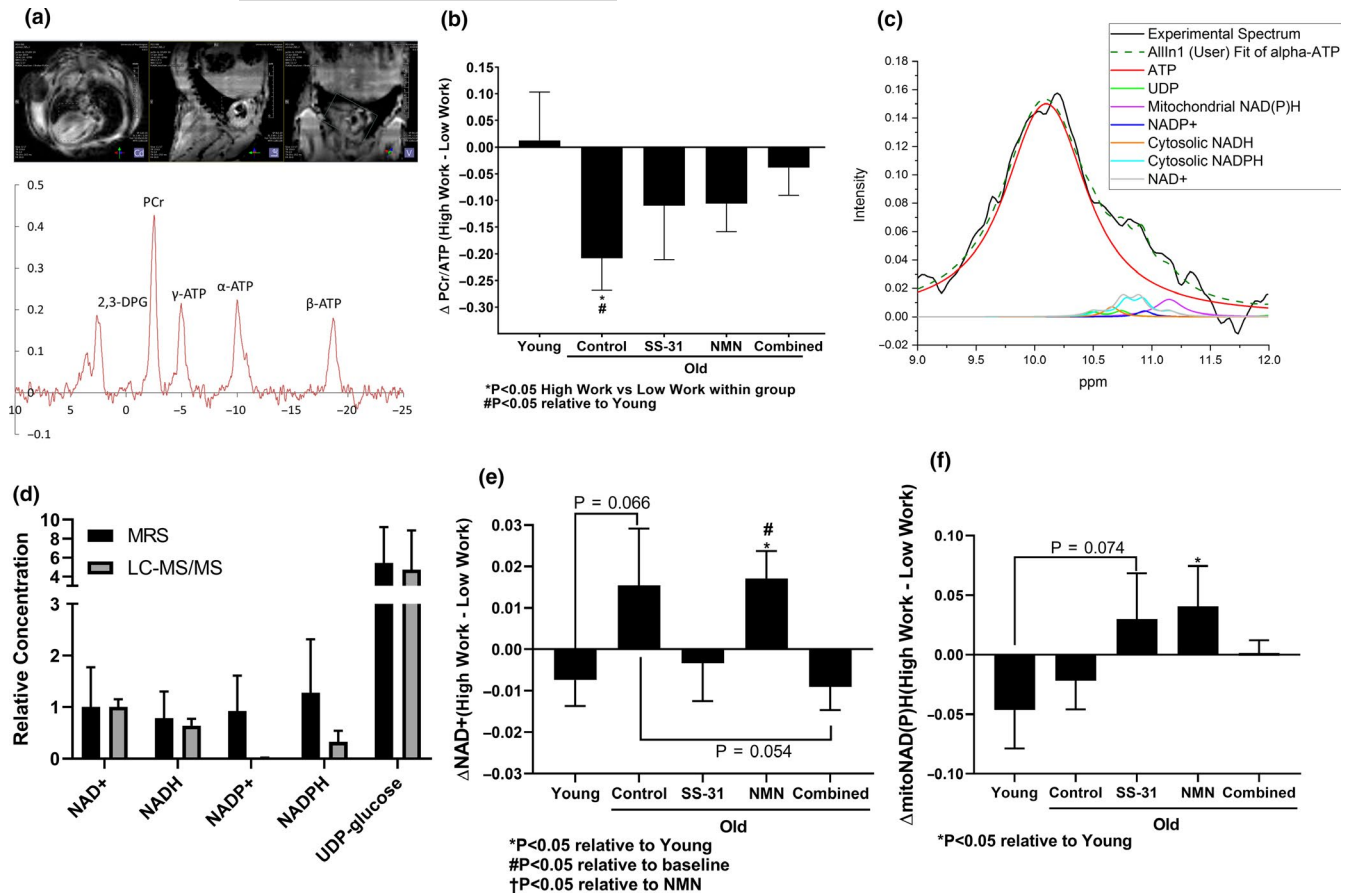 (a)
PCr
2,3-DPG
γ-ATP
α-ATP
β-ATP
0.5
0.4
0.3
0.2
0.1
0
−0.1
10
5
0
−5
−10
−15
−20
−25
(b)
Δ PCr/ATP (High Work - Low Work)
0.15
0.10
0.05
0.00
−0.05
−0.10
−0.15
−0.20
−0.25
−0.30
*
#
Young Control SS-31 NMN Combined
Old
*P<0.05 High Work vs Low Work within group
#P<0.05 relative to Young
(c)
Experimental Spectrum
AllIn1 (User) Fit of alpha-ATP
ATP
UDP
Mitochondrial NAD(P)H
NADP+
Cytosolic NADH
Cytosolic NADPH
NAD+
Intensity
0.18
0.16
0.14
0.12
0.10
0.08
0.06
0.04
0.02
0.00
−0.02
9.0 9.5 10.0 10.5 11.0 11.5 12.0
ppm
(d)
Relative Concentration
10
8
6
4
3
2
1
0
MRS
LC-MS/MS
NAD+
NADH
NADP+
NADPH
UDP-glucose
(e)
ΔNAD+(High Work - Low Work)
0.03
0.02
0.01
0.00
−0.01
−0.02
−0.03
P = 0.066
#
*
P = 0.054
Young Control SS-31 NMN Combined
Old
*P<0.05 relative to Young
#P<0.05 relative to baseline
†P<0.05 relative to NMN
(f)
ΔmitoNAD(P)H(High Work - Low Work)
0.10
0.05
0.00
−0.05
−0.10
P = 0.074
*
Young Control SS-31 NMN Combined
Old
*P<0.05 relative to Young